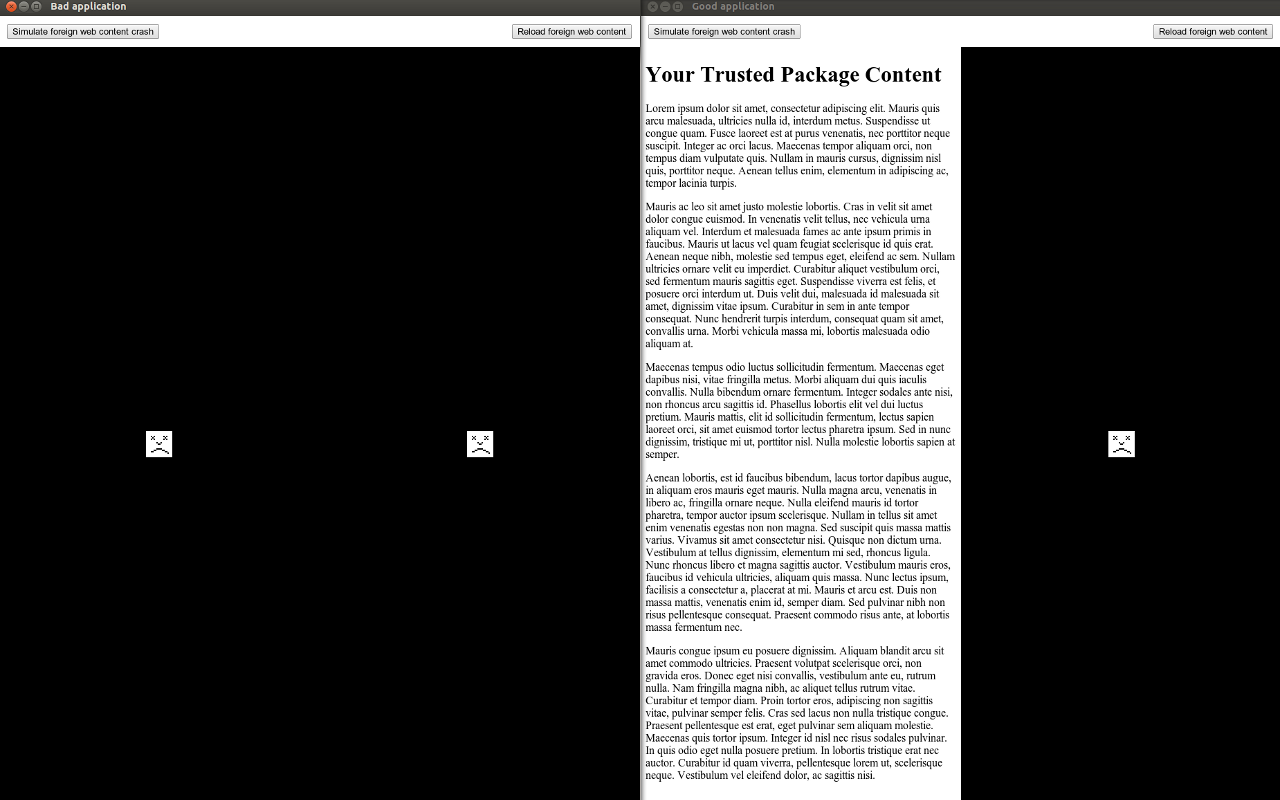 Bad application
Simulate foreign web content crash
Reload foreign web content
Good application
Simulate foreign web content crash
Reload foreign web content
Your Trusted Package Content
Lorem ipsum dolor sit amet, consectetur adipiscing elit. Mauris quis
arcu malesuada, ultricies nulla id, interdum metus. Suspendisse ut
congue quam. Fusce laoreet est at purus venenatis, nec porttitor neque
suscipit. Integer ac orci lacus. Maecenas tempor aliquam orci, non
tempus diam vulputate quis. Nullam in mauris cursus, dignissim nisl
quis, porttitor neque. Aenean tellus enim, elementum in adipiscing ac,
tempor lacinia turpis.
Mauris ac leo sit amet justo molestie lobortis. Cras in velit sit amet
dolor congue euismod. In venenatis velit tellus, nec vehicula urna
aliquam vel. Interdum et malesuada fames ac ante ipsum primis in
faucibus. Mauris ut lacus vel quam feugiat scelerisque id quis erat.
Aenean neque nibh, molestie sed tempus eget, eleifend ac sem. Nullam
ultricies ornare velit eu imperdiet. Curabitur aliquet vestibulum orci,
sed fermentum mauris sagittis eget. Suspendisse viverra est felis, et
posuere orci interdum ut. Duis velit dui, malesuada id malesuada sit
amet, dignissim vitae ipsum. Curabitur in sem in ante tempor
consequat. Nunc hendrerit turpis interdum, consequat quam sit amet,
convallis urna. Morbi vehicula massa mi, lobortis malesuada odio
aliquam at.
Maecenas tempus odio luctus sollicitudin fermentum. Maecenas eget
dapibus nisi, vitae fringilla metus. Morbi aliquam dui quis iaculis
convallis. Nulla bibendum ornare fermentum. Integer sodales ante nisi,
non rhoncus arcu sagittis id. Phasellus lobortis elit vel dui luctus
pretium. Mauris mattis, elit id sollicitudin fermentum, lectus sapien
laoreet orci, sit amet euismod tortor lectus pharetra ipsum. Sed in nunc
dignissim, tristique mi ut, porttitor nisl. Nulla molestie lobortis sapien at
semper.
Aenean lobortis, est id faucibus bibendum, lacus tortor dapibus augue,
in aliquam eros mauris eget mauris. Nulla magna arcu, venenatis in
libero ac, fringilla ornare neque. Nulla eleifend mauris id tortor
pharetra, tempor auctor ipsum scelerisque. Nullam in tellus sit amet
enim venenatis egestas non non magna. Sed suscipit quis massa mattis
varius. Vivamus sit amet consectetur nisi. Quisque non dictum urna.
Vestibulum at tellus dignissim, elementum mi sed, rhoncus ligula.
Nunc rhoncus libero et magna sagittis auctor. Vestibulum mauris eros,
faucibus id vehicula ultricies, aliquam quis massa. Nunc lectus ipsum,
facilisis a consectetur a, placerat at mi. Mauris et arcu est. Duis non
massa mattis, venenatis enim id, semper diam. Sed pulvinar nibh non
risus pellentesque consequat. Praesent commodo risus ante, at lobortis
massa fermentum nec.
Mauris congue ipsum eu posuere dignissim. Aliquam blandit arcu sit
amet commodo ultricies. Praesent volutpat scelerisque orci, non
gravida eros. Donec eget nisi convallis, vestibulum ante eu, rutrum
nulla. Nam fringilla magna nibh, ac aliquet tellus rutrum vitae.
Curabitur et tempor diam. Proin tortor eros, adipiscing non sagittis
vitae, pulvinar semper felis. Cras sed lacus non nulla tristique congue.
Praesent pellentesque est erat, eget pulvinar sem aliquam molestie.
Maecenas quis tortor ipsum. Integer id nisl nec risus sodales pulvinar.
In quis odio eget nulla posuere pretium. In lobortis tristique erat nec
auctor. Curabitur id quam viverra, pellentesque lorem ut, scelerisque
neque. Vestibulum vel eleifend dolor, ac sagittis nisi.